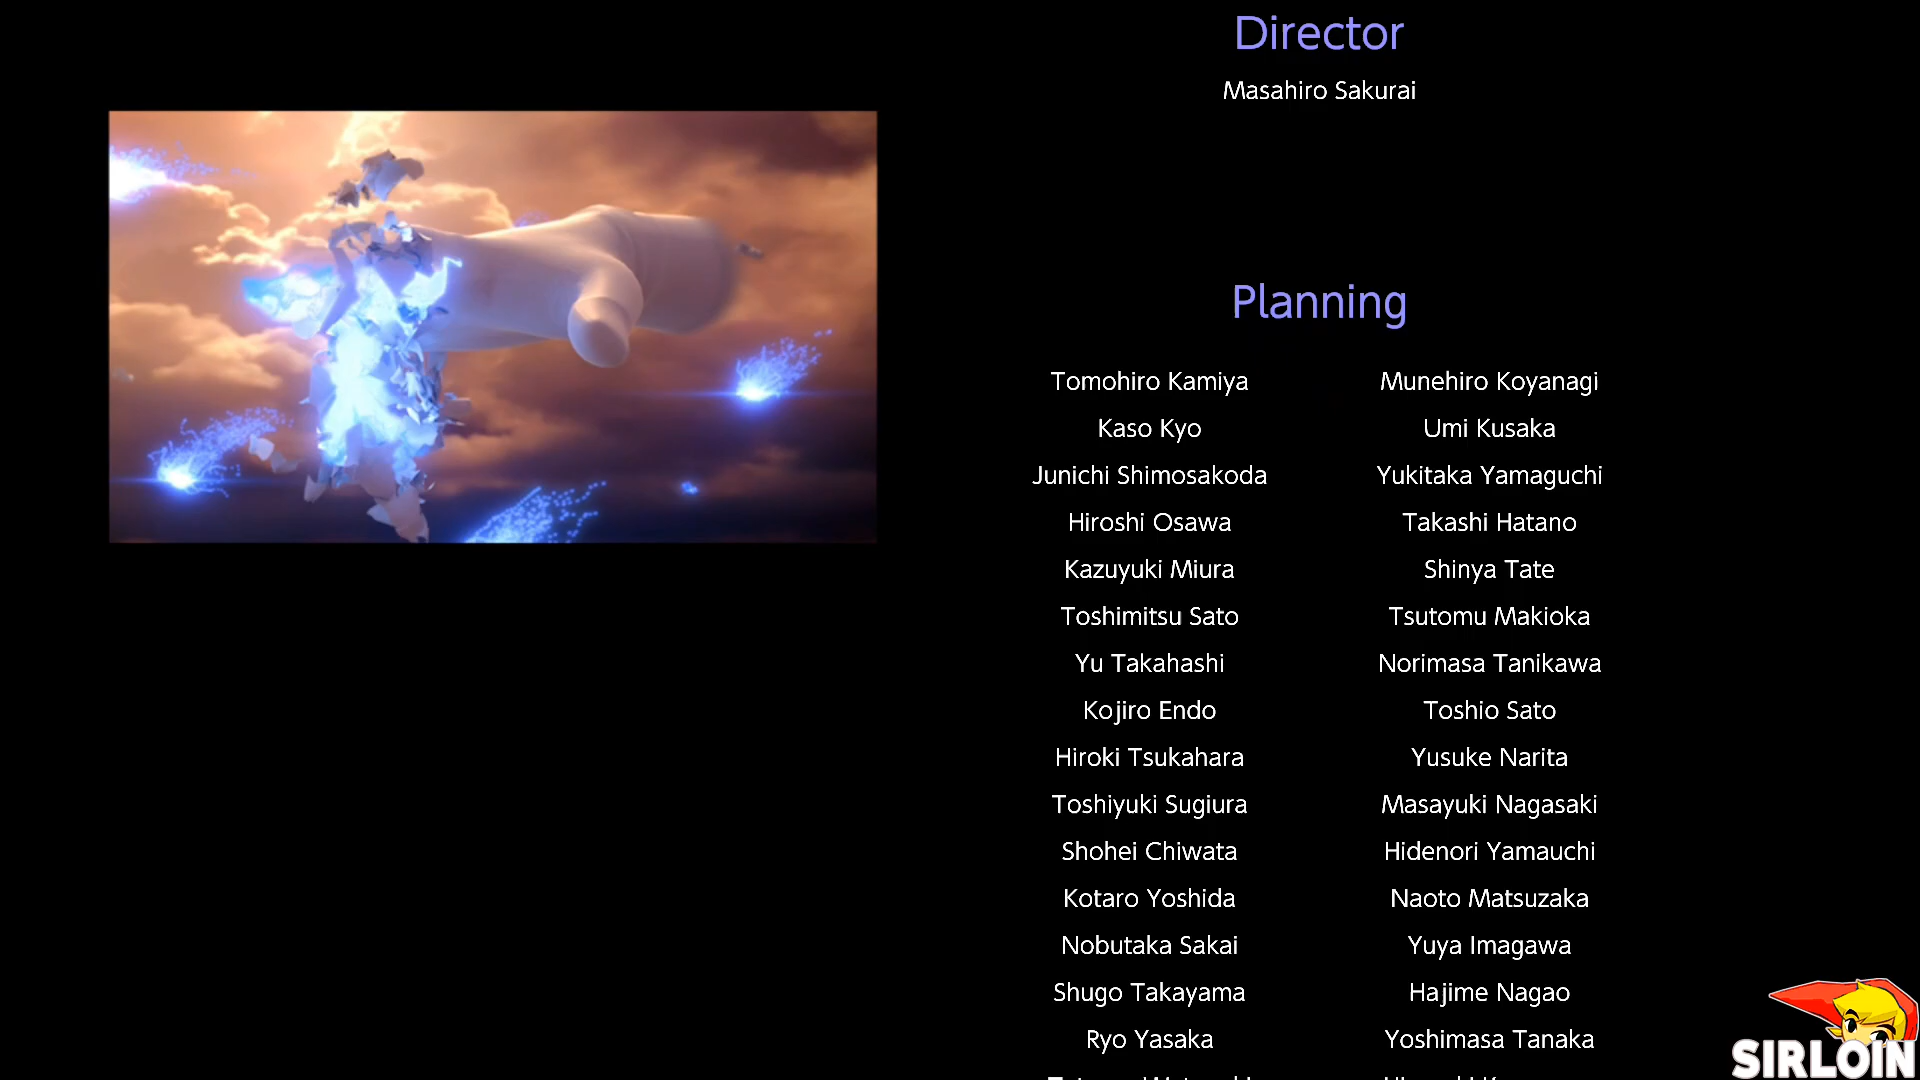 Director
Masahiro Sakurai
Planning
Tomohiro Kamiya Munehiro Koyanagi
Kaso Kyo Umi Kusaka
Junichi Shimosakoda Yukitaka Yamaguchi
Hiroshi Osawa Takashi Hatano
Kazuyuki Miura Shinya Tate
Toshimitsu Sato Tsutomu Makioka
Yu Takahashi Norimasa Tanikawa
Kojiro Endo Toshio Sato
Hiroki Tsukahara Yusuke Narita
Toshiyuki Sugiura Masayuki Nagasaki
Shohei Chiwata Hidenori Yamauchi
Kotaro Yoshida Naoto Matsuzaka
Nobutaka Sakai Yuya Imagawa
Shugo Takayama Hajime Nagao
Ryo Yasaka Yoshimasa Tanaka
SIRLOIN